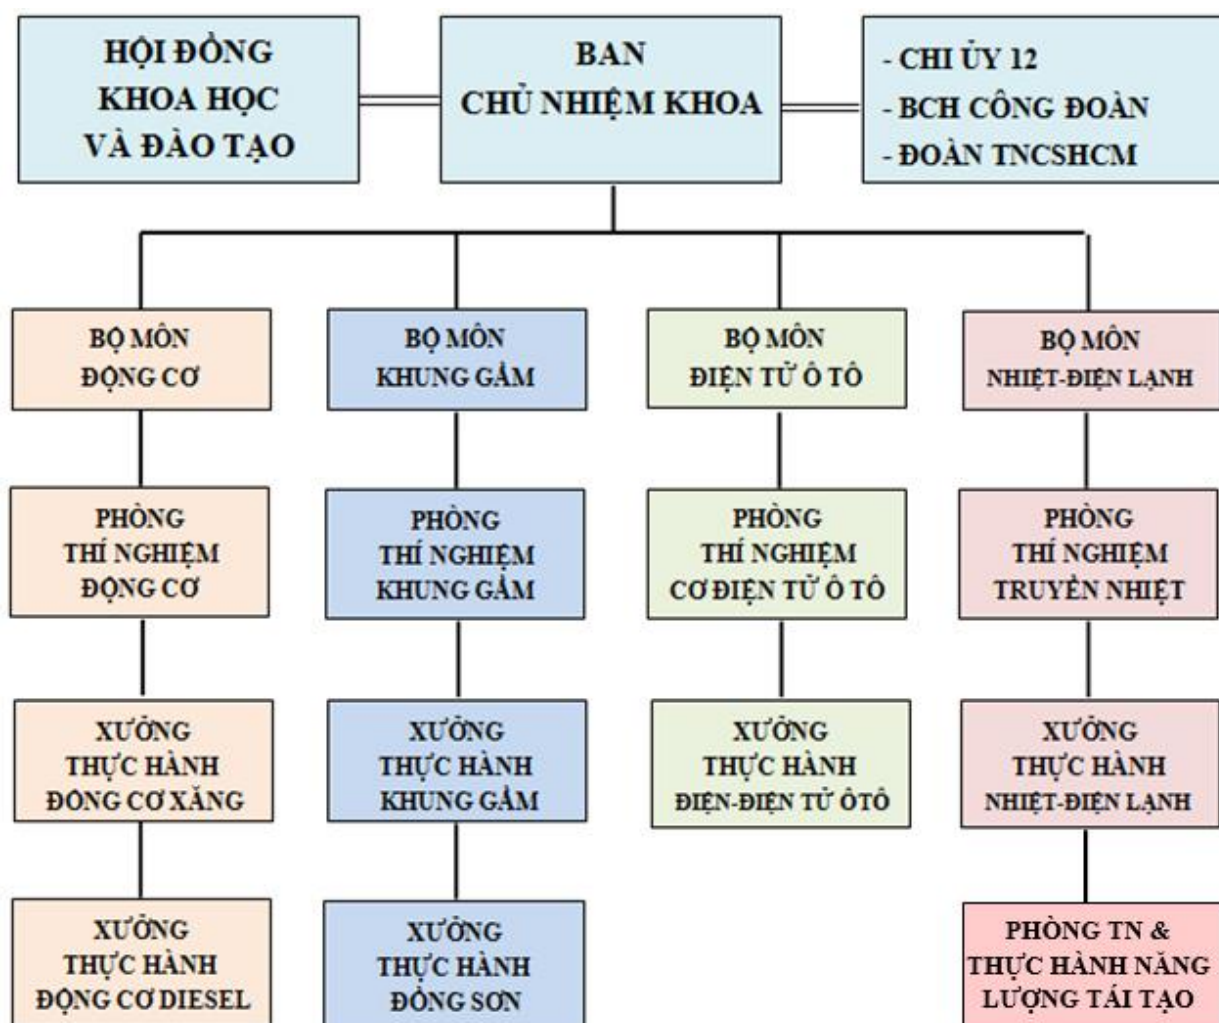 HỘI ĐỒNG
KHOA HỌC
VÀ ĐÀO TẠO
BAN
CHỦ NHIỆM KHOA
- CHI ỦY 12
- BCH CÔNG ĐOÀN
- ĐOÀN TNCSHCM
BỘ MÔN
ĐỘNG CƠ
BỘ MÔN
KHUNG GẦM
BỘ MÔN
ĐIỆN TỬ Ô TÔ
BỘ MÔN
NHIỆT-ĐIỆN LẠNH
PHÒNG
THÍ NGHIỆM
ĐỘNG CƠ
PHÒNG
THÍ NGHIỆM
KHUNG GẦM
PHÒNG
THÍ NGHIỆM
CƠ ĐIỆN TỬ Ô TÔ
PHÒNG
THÍ NGHIỆM
TRUYỀN NHIỆT
XƯỞNG
THỰC HÀNH
ĐÔNG CƠ XĂNG
XƯỞNG
THỰC HÀNH
KHUNG GẦM
XƯỞNG
THỰC HÀNH
ĐIỆN-ĐIỆN TỬ ÔTÔ
XƯỞNG
THỰC HÀNH
NHIỆT-ĐIỆN LẠNH
XƯỞNG
THỰC HÀNH
ĐỘNG CƠ DIESEL
XƯỞNG
THỰC HÀNH
ĐỒNG SƠN
PHÒNG TN &
THỰC HÀNH NĂNG
LƯỢNG TÁI TẠO